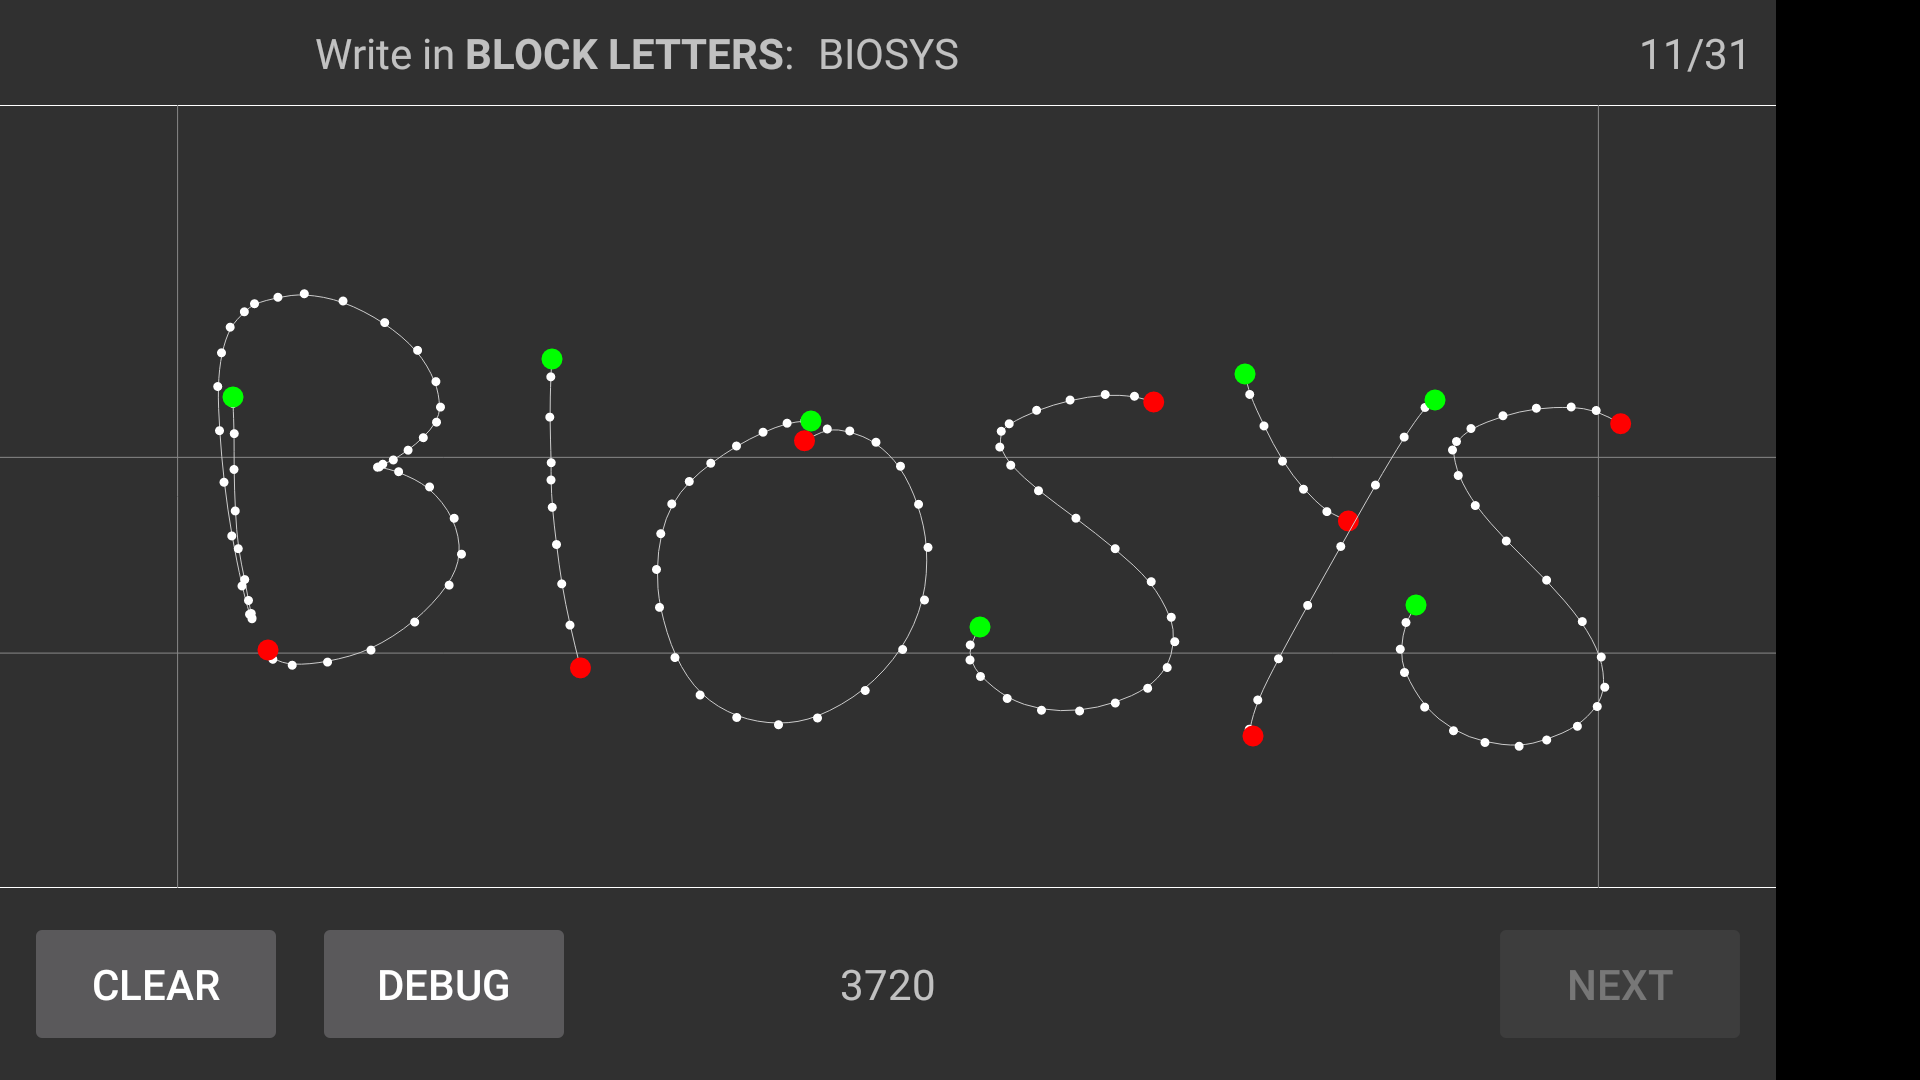 Write in BLOCK LETTERS: BIOSYS 11/31
BIOSYS
CLEAR DEBUG 3720 NEXT